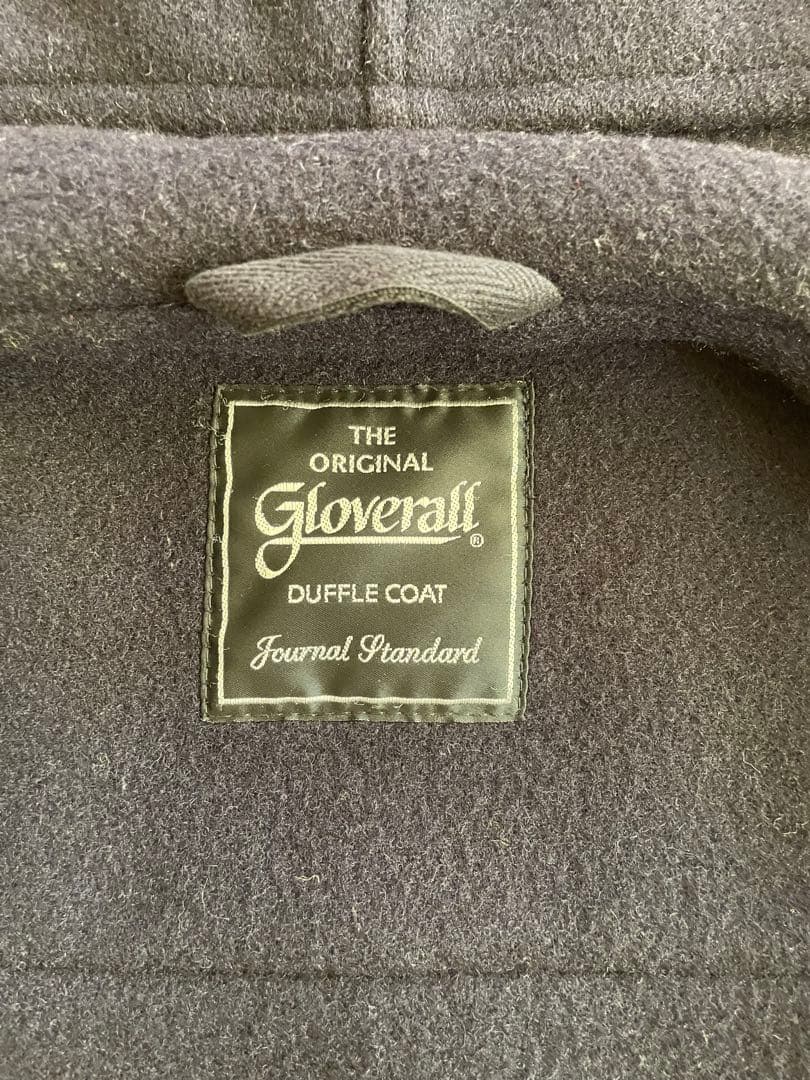 THE
ORIGINAL
Gloverall®
DUFFLE COAT
Journal Standard